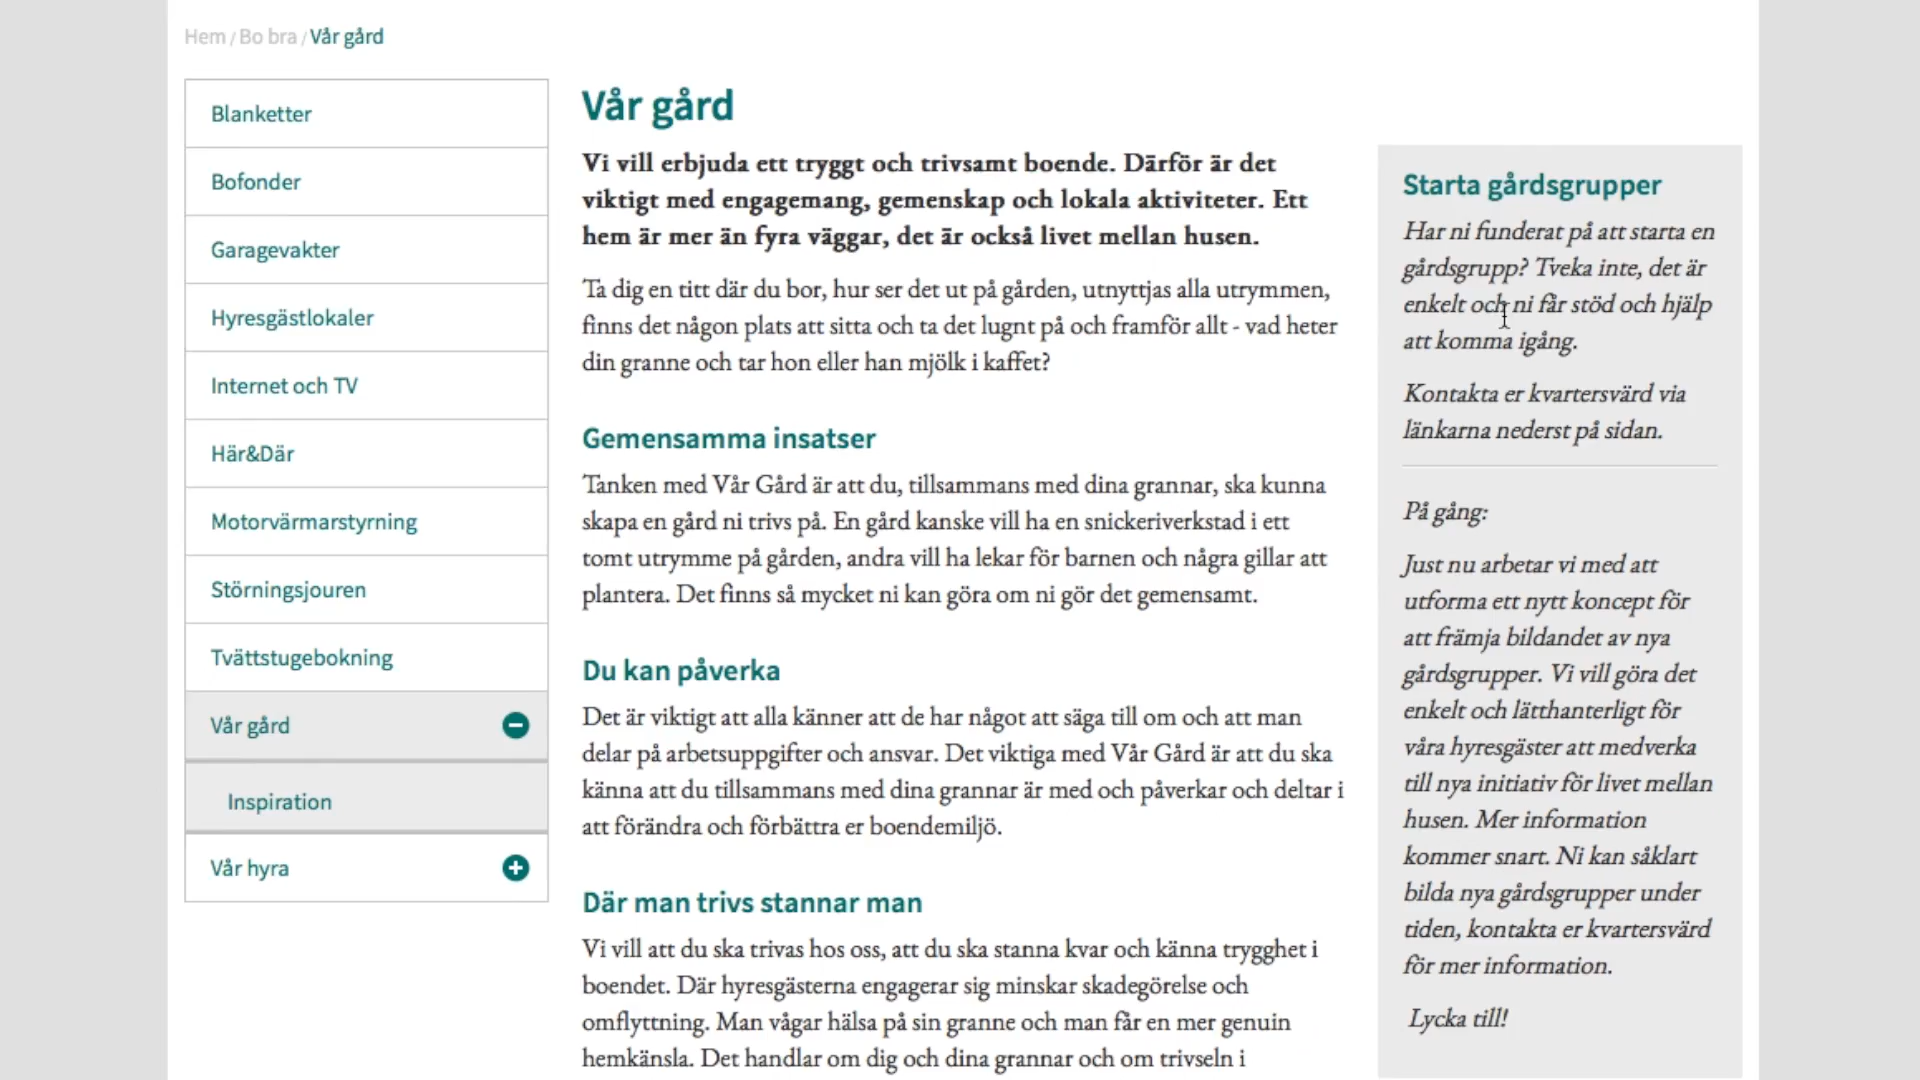 Hem / Bo bra / Vår gård
Blanketter
Bofonder
Garagevakter
Hyresgästlokaler
Internet och TV
Här&Där
Motorvärmarstyrning
Störningsjouren
Tvättstugebokning
Vår gård
Inspiration
Vår hyra
Vår gård
Vi vill erbjuda ett tryggt och trivsamt boende. Därför är det
viktigt med engagemang, gemenskap och lokala aktiviteter. Ett
hem är mer än fyra väggar, det är också livet mellan husen.
Ta dig en titt där du bor, hur ser det ut på gården, utnyttjas alla utrymmen,
finns det någon plats att sitta och ta det lugnt på och framför allt - vad heter
din granne och tar hon eller han mjölk i kaffet?
Gemensamma insatser
Tanken med Vår Gård är att du, tillsammans med dina grannar, ska kunna
skapa en gård ni trivs på. En gård kanske vill ha en snickeriverkstad i ett
tomt utrymme på gården, andra vill ha lekar för barnen och några gillar att
plantera. Det finns så mycket ni kan göra om ni gör det gemensamt.
Du kan påverka
Det är viktigt att alla känner att de har något att säga till om och att man
delar på arbetsuppgifter och ansvar. Det viktiga med Vår Gård är att du ska
känna att du tillsammans med dina grannar är med och påverkar och deltar i
att förändra och förbättra er boendemiljö.
Där man trivs stannar man
Vi vill att du ska trivas hos oss, att du ska stanna kvar och känna trygghet i
boendet. Där hyresgästerna engagerar sig minskar skadegörelse och
omflyttning. Man vågar hälsa på sin granne och man får en mer genuin
hemkänsla. Det handlar om dig och dina grannar och om trivseln i
Starta gårdsgrupper
Har ni funderat på att starta en
gårdsgrupp? Tveka inte, det är
enkelt och ni får stöd och hjälp
att komma igång.
Kontakta er kvartersvärd via
länkarna nederst på sidan.
På gång:
Just nu arbetar vi med att
utforma ett nytt koncept för
att främja bildandet av nya
gårdsgrupper. Vi vill göra det
enkelt och lätthanterligt för
våra hyresgäster att medverka
till nya initiativ för livet mellan
husen. Mer information
kommer snart. Ni kan såklart
bilda nya gårdsgrupper under
tiden, kontakta er kvartersvärd
för mer information.
Lycka till!